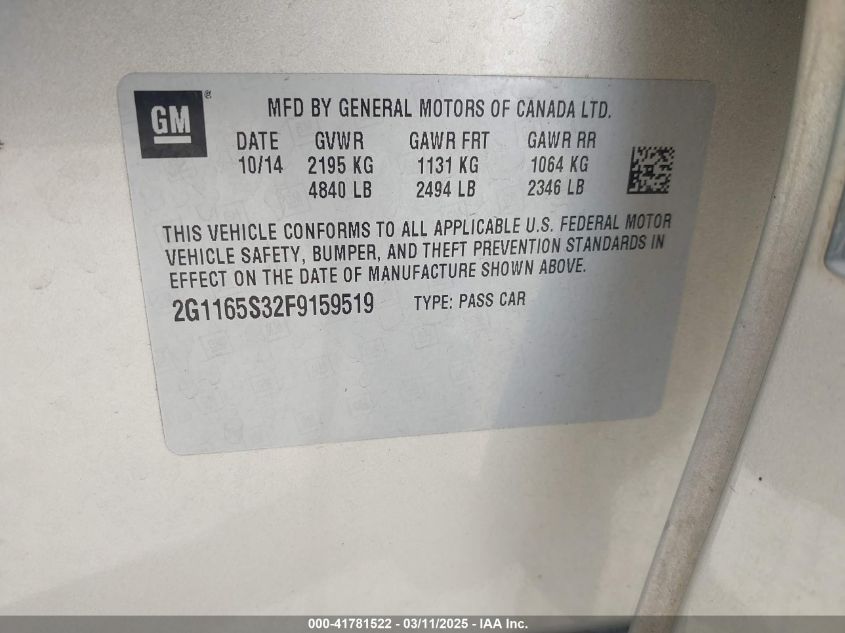 GM ®
MFD BY GENERAL MOTORS OF CANADA LTD.
DATE GVWR GAWR FRT GAWR RR
10/14 2195 KG 1131 KG 1064 KG
4840 LB 2494 LB 2346 LB
THIS VEHICLE CONFORMS TO ALL APPLICABLE U.S. FEDERAL MOTOR
VEHICLE SAFETY, BUMPER, AND THEFT PREVENTION STANDARDS IN
EFFECT ON THE DATE OF MANUFACTURE SHOWN ABOVE.
2G1165S32F9159519 TYPE: PASS CAR
000-41781522 - 03/11/2025 - IAA Inc.